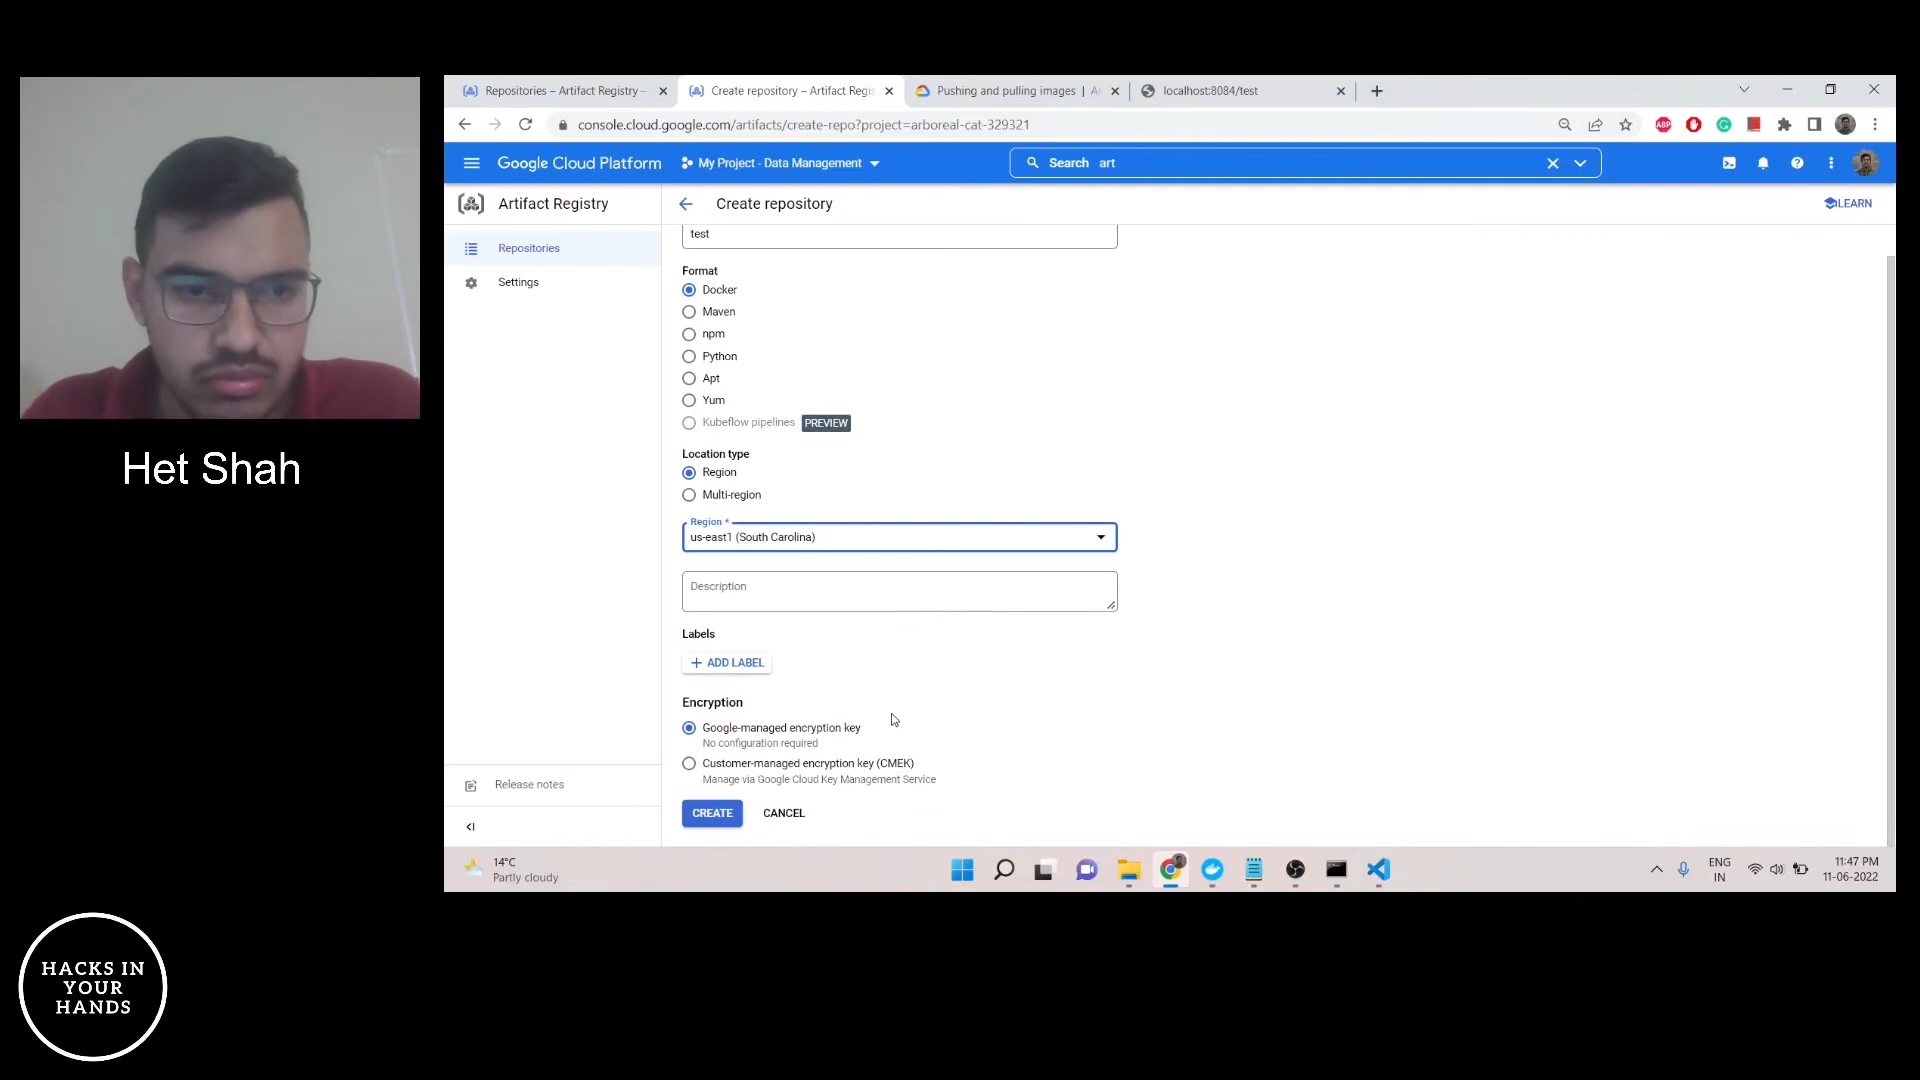 Repositories – Artifact Registry –
Create repository – Artifact Regis
Pushing and pulling images | Ar
localhost:8084/test
console.cloud.google.com/artifacts/create-repo?project=arboreal-cat-329321
ABP
Google Cloud Platform
My Project - Data Management
Search art
Artifact Registry
Create repository
LEARN
Repositories
Settings
test
Format
Docker
Maven
npm
Python
Apt
Yum
Kubeflow pipelines PREVIEW
Location type
Region
Multi-region
Region *
us-east1 (South Carolina)
Description
Labels
+ ADD LABEL
Encryption
Google-managed encryption key
No configuration required
Customer-managed encryption key (CMEK)
Manage via Google Cloud Key Management Service
CREATE
CANCEL
Release notes
14°C
Partly cloudy
ENG
IN
11:47 PM
11-06-2022
Het Shah
HACKS IN
YOUR
HANDS